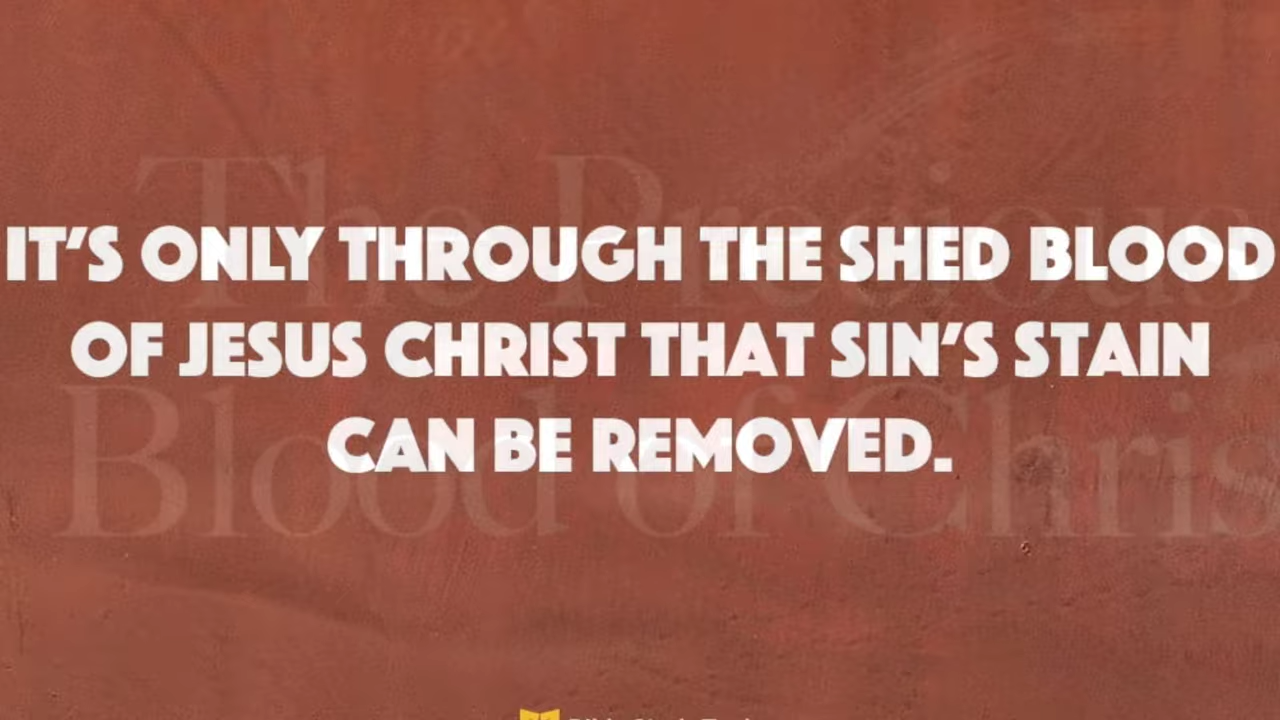 The Precious
IT'S ONLY THROUGH THE SHED BLOOD
OF JESUS CHRIST THAT SIN'S STAIN
Blood of Chris
CAN BE REMOVED.